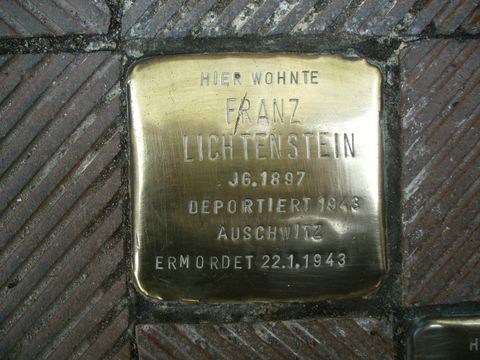 HIER WOHNTE
FRANZ
LICHTENSTEIN
JG. 1897
DEPORTIERT 1943
AUSCHWITZ
ERMORDET 22.1.1943
H